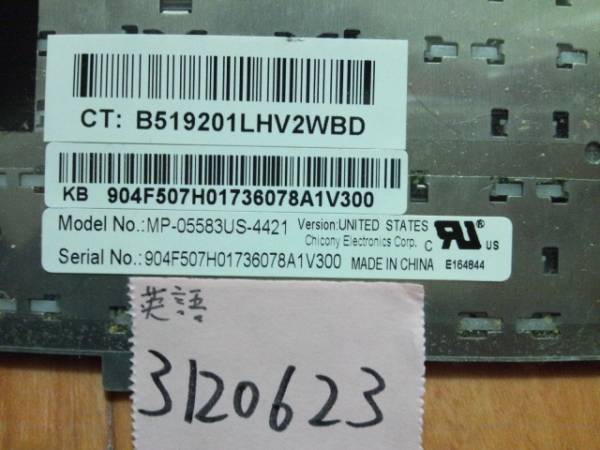 CT: B519201LHV2WBD
KB 904F507H01736078A1V300
Model No.:MP-05583US-4421 Version:UNITED STATES
Chicony Electronics Corp. C RU® US
Serial No.:904F507H01736078A1V300 MADE IN CHINA E164844
英語
3120623